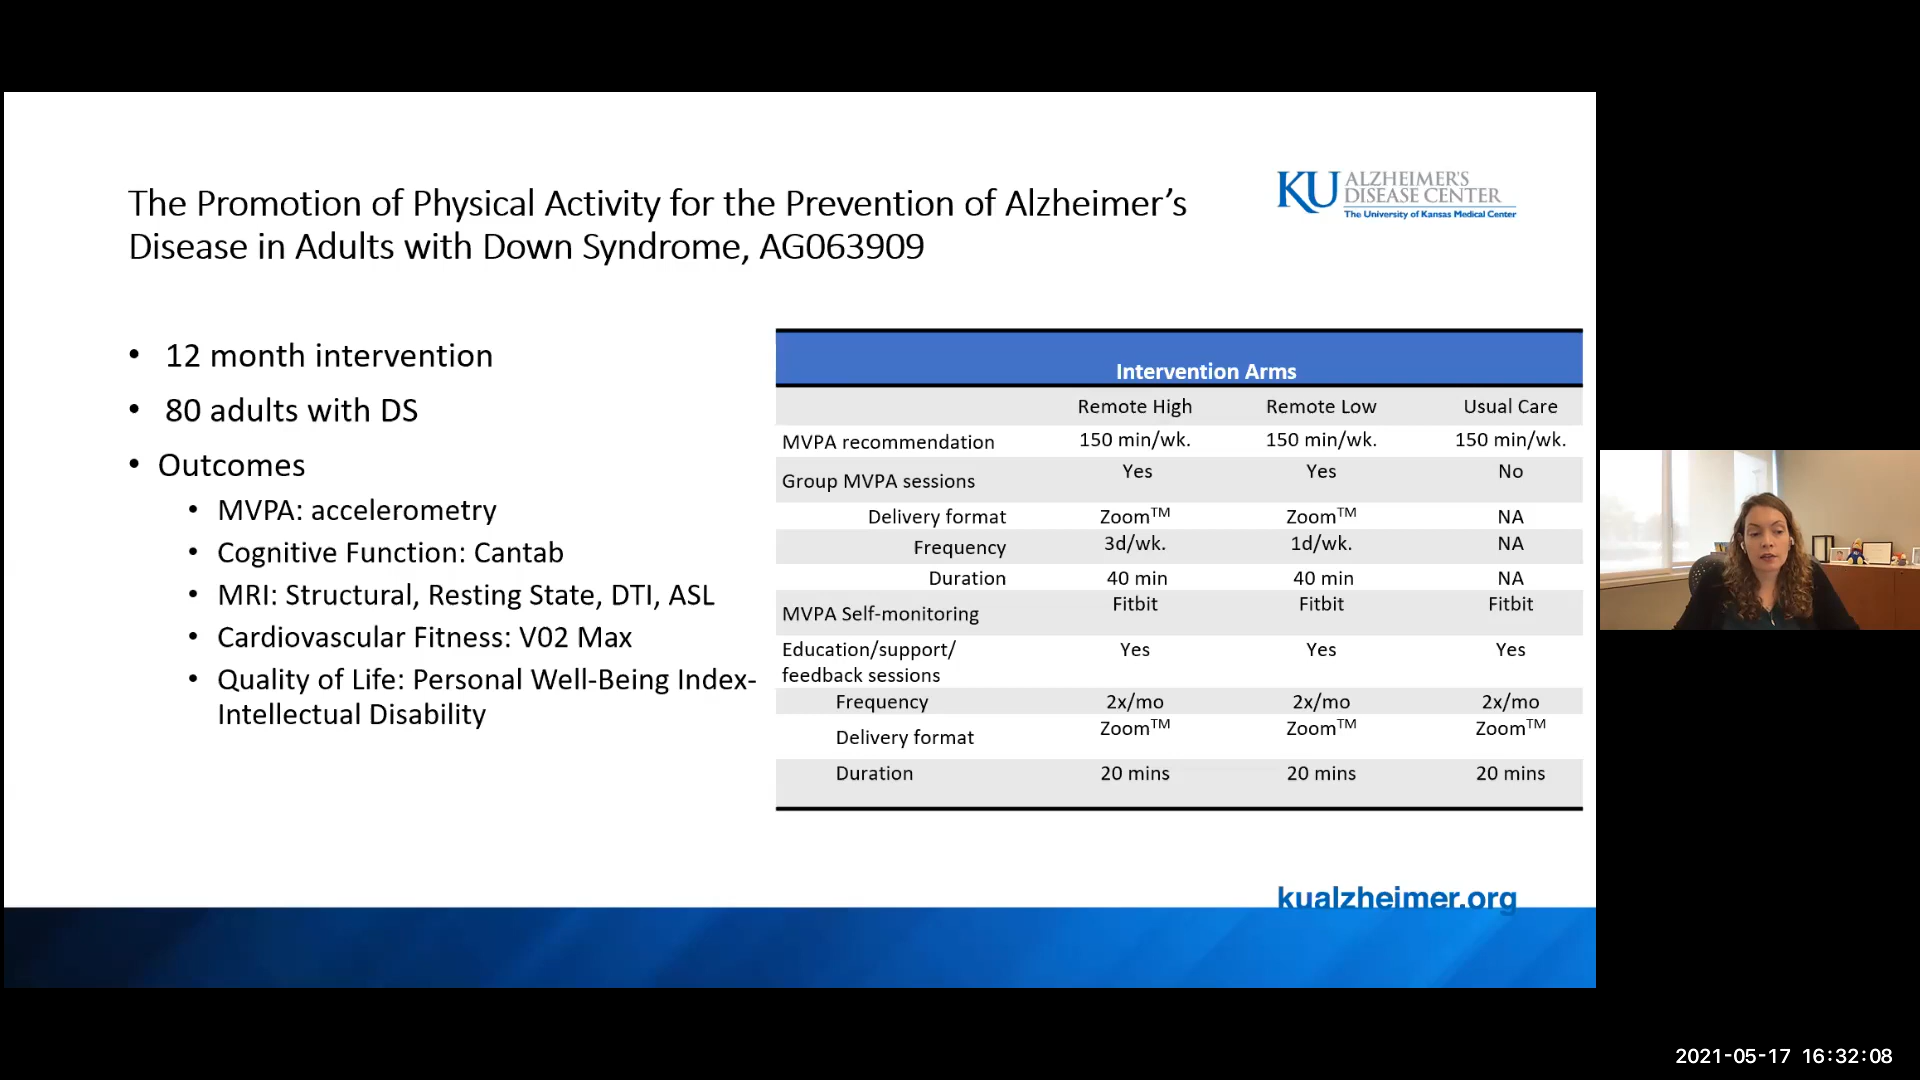 The Promotion of Physical Activity for the Prevention of Alzheimer's
Disease in Adults with Down Syndrome, AG063909
KU ALZHEIMER'S
DISEASE CENTER
The University of Kansas Medical Center
• 12 month intervention
• 80 adults with DS
• Outcomes
• MVPA: accelerometry
• Cognitive Function: Cantab
• MRI: Structural, Resting State, DTI, ASL
• Cardiovascular Fitness: V02 Max
• Quality of Life: Personal Well-Being Index-
Intellectual Disability
Intervention Arms
Remote High Remote Low Usual Care
MVPA recommendation 150 min/wk. 150 min/wk. 150 min/wk.
Group MVPA sessions Yes Yes No
Delivery format Zoom™ Zoom™ NA
Frequency 3d/wk. 1d/wk. NA
Duration 40 min 40 min NA
MVPA Self-monitoring Fitbit Fitbit Fitbit
Education/support/
feedback sessions Yes Yes Yes
Frequency 2x/mo 2x/mo 2x/mo
Delivery format Zoom™ Zoom™ Zoom™
Duration 20 mins 20 mins 20 mins
kualzheimer.org
2021-05-17 16:32:08